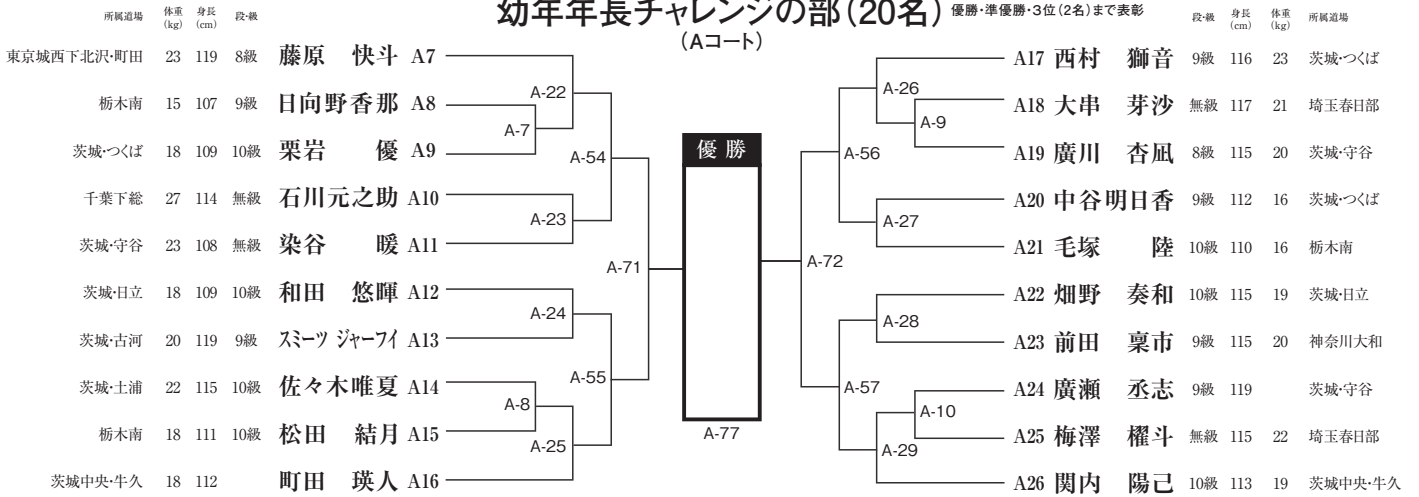 幼年年長チャレンジの部(20名) 優勝・準優勝・3位(2名)まで表彰
(Aコート)
所属道場 体重(kg) 身長(cm) 段・級
東京城西下北沢・町田 23 119 8級 藤原 快斗 A7
栃木南 15 107 9級 日向野香那 A8
茨城・つくば 18 109 10級 栗岩 優 A9
千葉下総 27 114 無級 石川元之助 A10
茨城・守谷 23 108 無級 染谷 暖 A11
茨城・日立 18 109 10級 和田 悠暉 A12
茨城・古河 20 119 9級 スミーツ ジャーフイ A13
茨城・土浦 22 115 10級 佐々木唯夏 A14
栃木南 18 111 10級 松田 結月 A15
茨城中央・牛久 18 112 町田 瑛人 A16
A-22
A-7
A-54
A-23
A-71
A-24
A-55
A-8
A-25
優勝
A-77
段・級 身長(cm) 体重(kg) 所属道場
A17 西村 獅音 9級 116 23 茨城・つくば
A18 大串 芽沙 無級 117 21 埼玉春日部
A19 廣川 杏凪 8級 115 20 茨城・守谷
A20 中谷明日香 9級 112 16 茨城・つくば
A21 毛塚 陸 10級 110 16 栃木南
A22 畑野 奏和 10級 115 19 茨城・日立
A23 前田 稟市 9級 115 20 神奈川大和
A24 廣瀬 丞志 9級 119 茨城・守谷
A25 梅澤 櫂斗 無級 115 22 埼玉春日部
A26 関内 陽己 10級 113 19 茨城中央・牛久
A-26
A-9
A-56
A-27
A-72
A-28
A-57
A-10
A-29